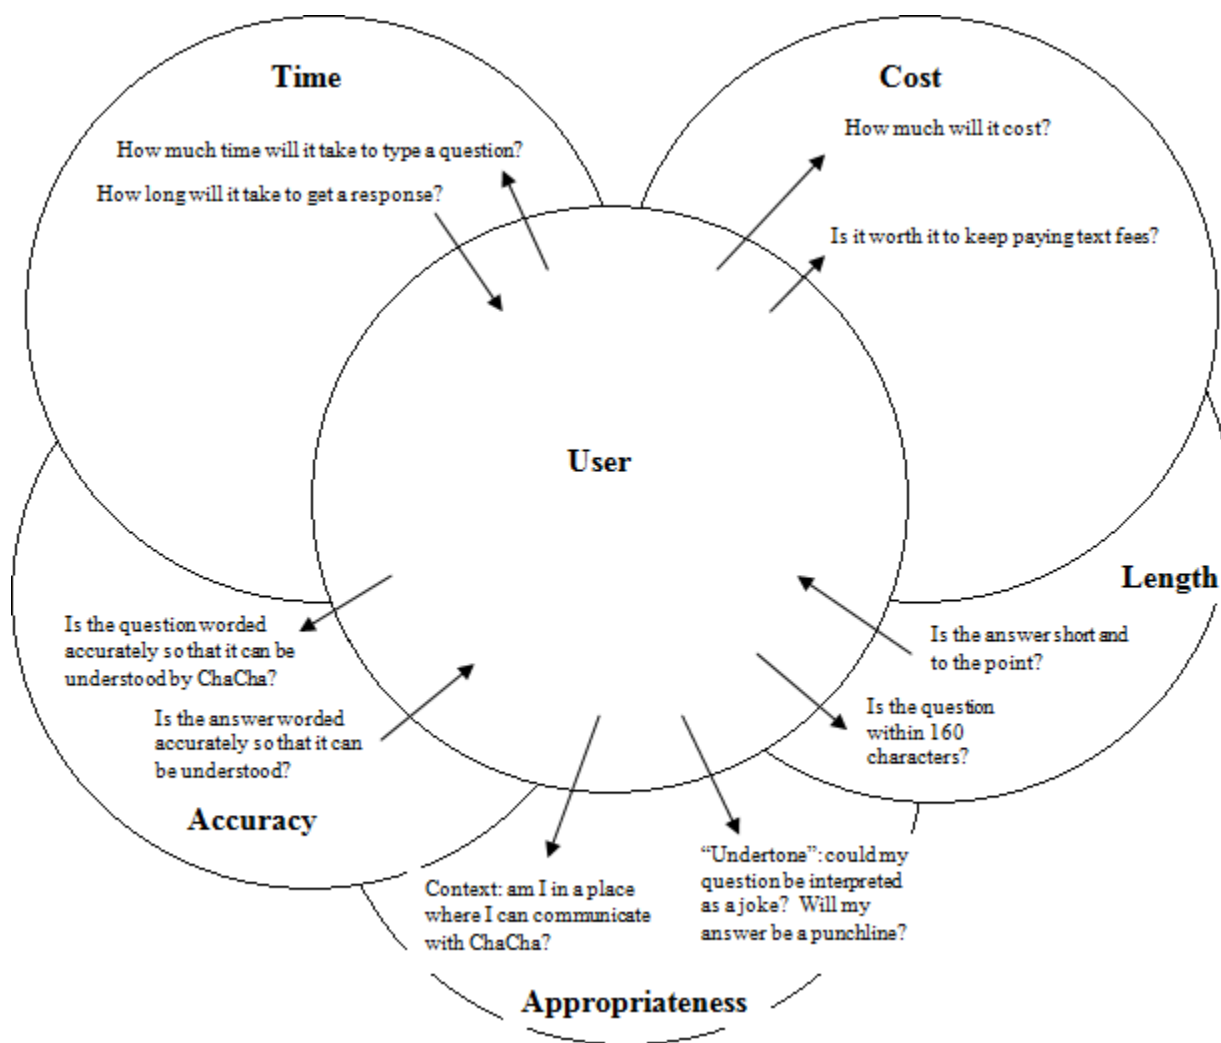 Time
How much time will it take to type a question?
How long will it take to get a response?
Cost
How much will it cost?
Is it worth it to keep paying text fees?
User
Length
Is the answer short and
to the point?
Is the question
within 160
characters?
Is the question worded
accurately so that it can be
understood by ChaCha?
Is the answer worded
accurately so that it can
be understood?
Accuracy
Context: am I in a place
where I can communicate
with ChaCha?
“Undertone”: could my
question be interpreted
as a joke?  Will my
answer be a punchline?
Appropriateness